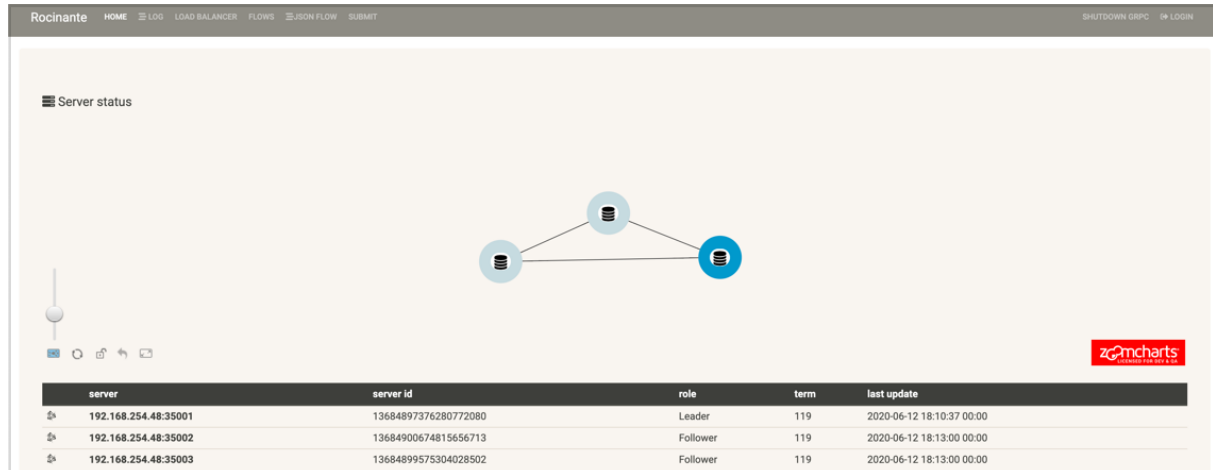 Rocinante HOME LOG LOAD BALANCER FLOWS JSON FLOW SUBMIT SHUTDOWN GRPC LOGIN
Server status
zoomcharts
LICENSED FOR DEV & QA
server server id role term last update
192.168.254.48:35001 13684897376280772080 Leader 119 2020-06-12 18:10:37 00:00
192.168.254.48:35002 13684900674815656713 Follower 119 2020-06-12 18:13:00 00:00
192.168.254.48:35003 13684899575304028502 Follower 119 2020-06-12 18:13:00 00:00